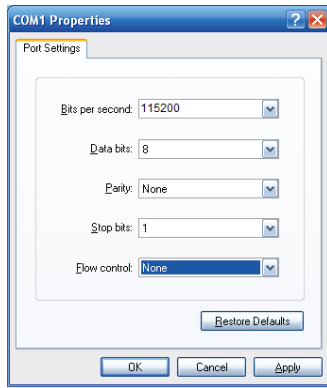 COM1 Properties
Port Settings
Bits per second: 115200
Data bits: 8
Parity: None
Stop bits: 1
Flow control: None
Restore Defaults
OK Cancel Apply